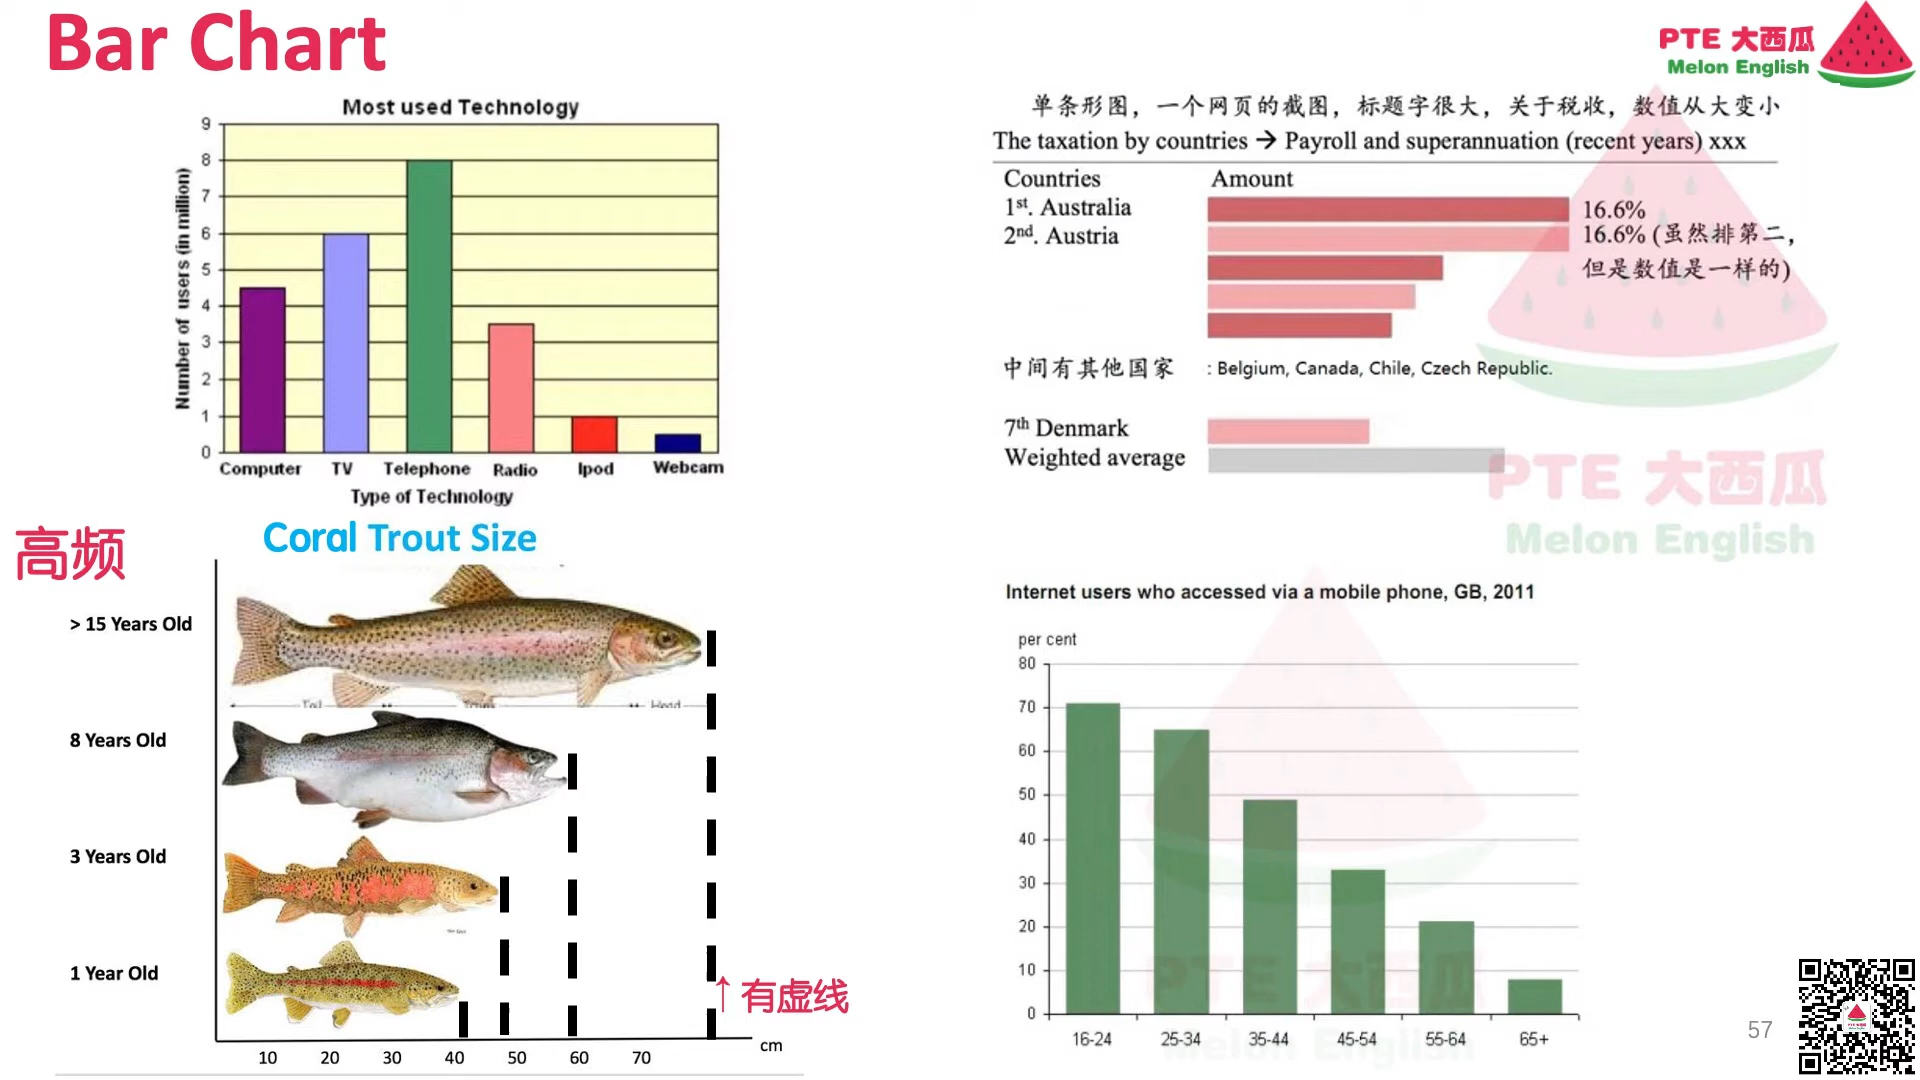 Bar Chart
PTE 大西瓜
Melon English
Most used Technology
Number of users (in million)
9
8
7
6
5
4
3
2
1
0
Computer TV Telephone Radio Ipod Webcam
Type of Technology
单条形图，一个网页的截图，标题字很大，关于税收，数值从大变小
The taxation by countries → Payroll and superannuation (recent years) xxx
Countries Amount
1st. Australia 16.6%
2nd. Austria 16.6% (虽然排第二，
但是数值是一样的)
中间有其他国家 : Belgium, Canada, Chile, Czech Republic.
7th Denmark
Weighted average
PTE 大西瓜
Melon English
高频
Coral Trout Size
> 15 Years Old
Tail Head
8 Years Old
3 Years Old
1 Year Old
↑有虚线
10 20 30 40 50 60 70 cm
Internet users who accessed via a mobile phone, GB, 2011
per cent
80
70
60
50
40
30
20
10
0
16-24 25-34 35-44 45-54 55-64 65+
PTE 大西瓜
Melon English
57